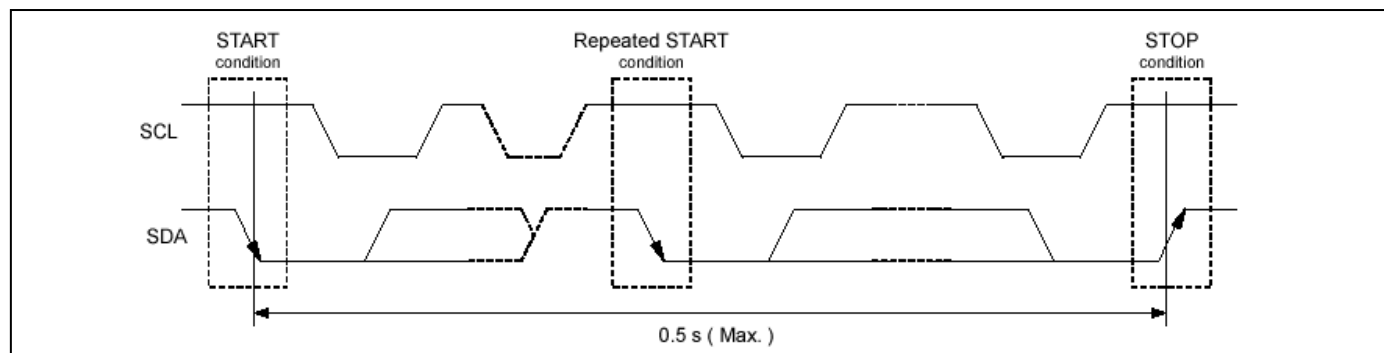 START
condition
Repeated START
condition
STOP
condition
SCL
SDA
0.5 s ( Max. )